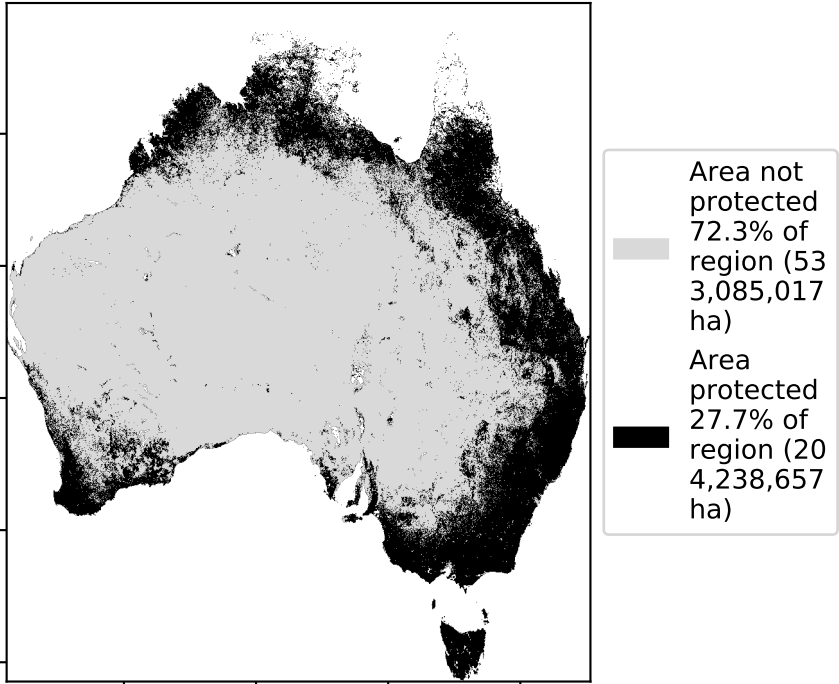 Area not
protected
72.3% of
region (53
3,085,017
ha)
Area
protected
27.7% of
region (20
4,238,657
ha)